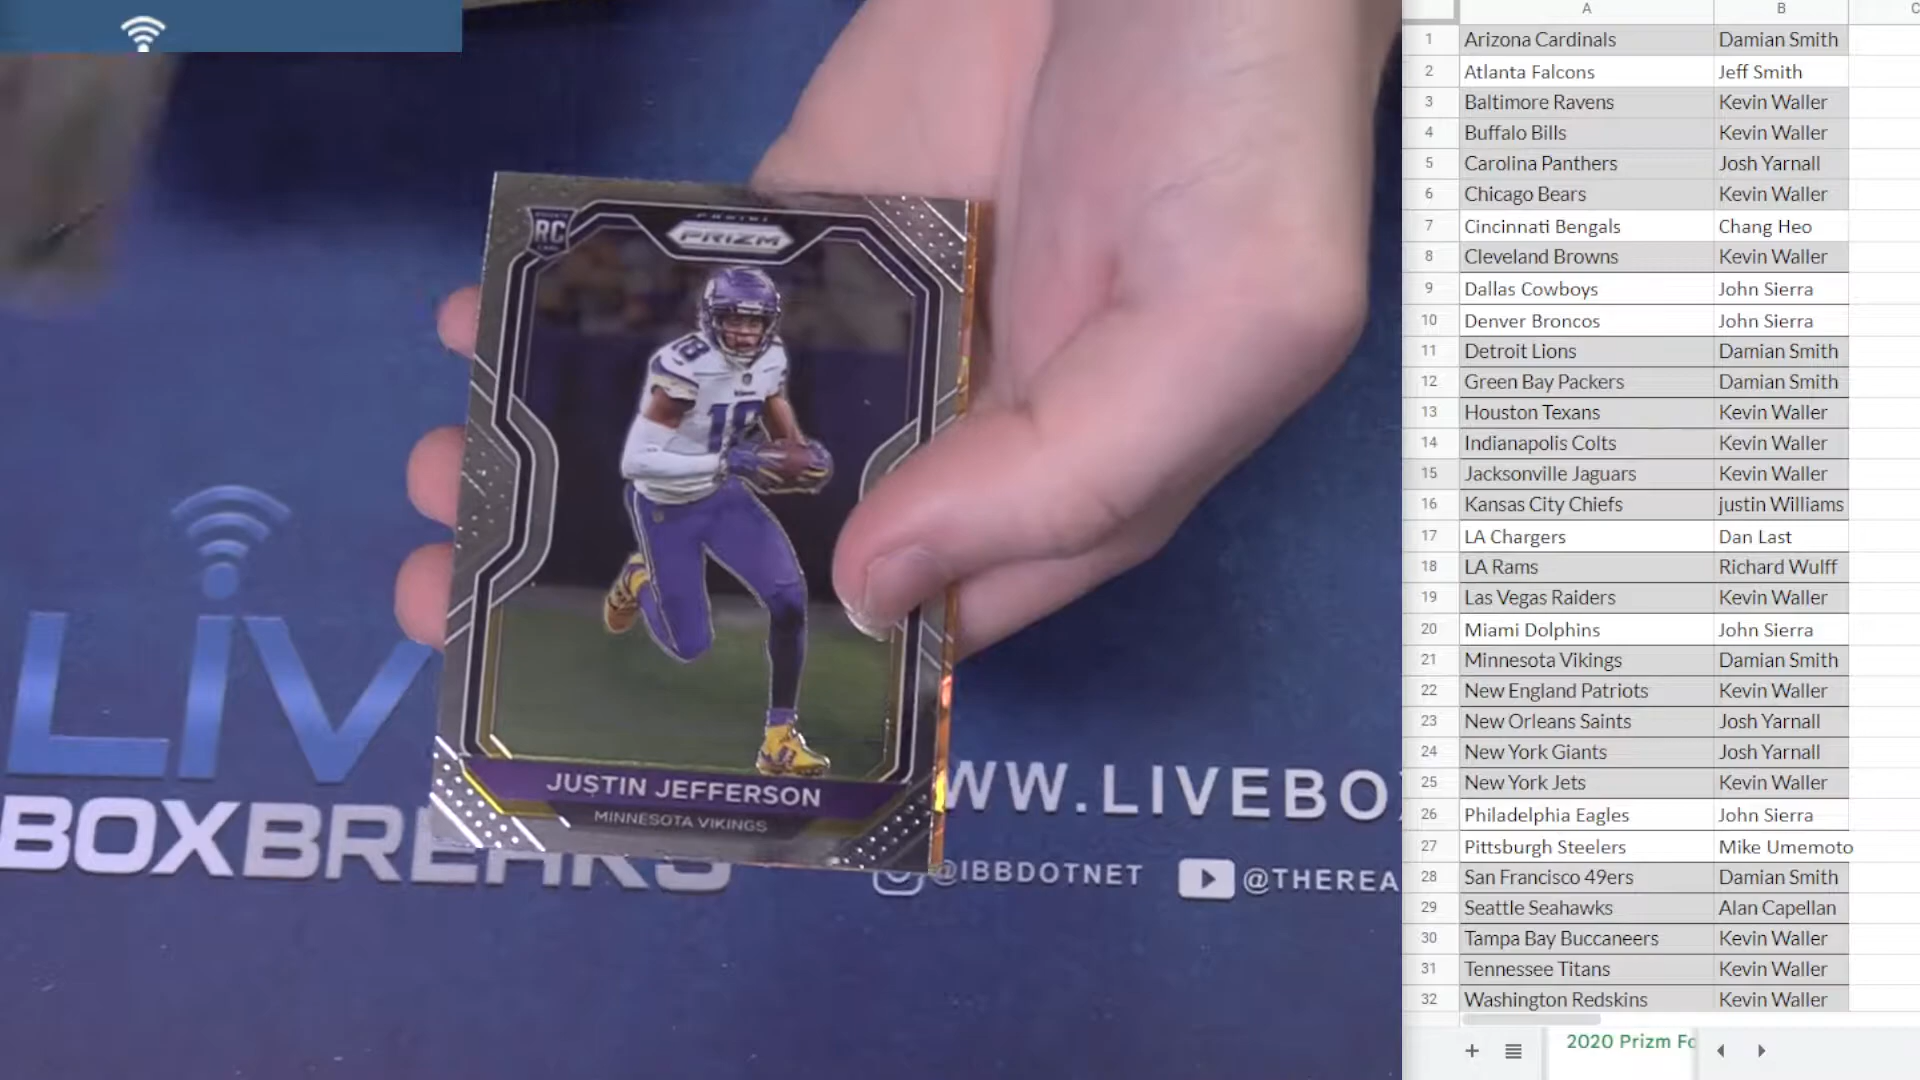 RC
PANINI
PRIZM
18
18
JUSTIN JEFFERSON
MINNESOTA VIKINGS
LIV
BOXBREAKS
WWW.LIVEBO
@IBBDOTNET
@THEREA
A B C
1 Arizona Cardinals Damian Smith
2 Atlanta Falcons Jeff Smith
3 Baltimore Ravens Kevin Waller
4 Buffalo Bills Kevin Waller
5 Carolina Panthers Josh Yarnall
6 Chicago Bears Kevin Waller
7 Cincinnati Bengals Chang Heo
8 Cleveland Browns Kevin Waller
9 Dallas Cowboys John Sierra
10 Denver Broncos John Sierra
11 Detroit Lions Damian Smith
12 Green Bay Packers Damian Smith
13 Houston Texans Kevin Waller
14 Indianapolis Colts Kevin Waller
15 Jacksonville Jaguars Kevin Waller
16 Kansas City Chiefs justin Williams
17 LA Chargers Dan Last
18 LA Rams Richard Wulff
19 Las Vegas Raiders Kevin Waller
20 Miami Dolphins John Sierra
21 Minnesota Vikings Damian Smith
22 New England Patriots Kevin Waller
23 New Orleans Saints Josh Yarnall
24 New York Giants Josh Yarnall
25 New York Jets Kevin Waller
26 Philadelphia Eagles John Sierra
27 Pittsburgh Steelers Mike Umemoto
28 San Francisco 49ers Damian Smith
29 Seattle Seahawks Alan Capellan
30 Tampa Bay Buccaneers Kevin Waller
31 Tennessee Titans Kevin Waller
32 Washington Redskins Kevin Waller
2020 Prizm Fo